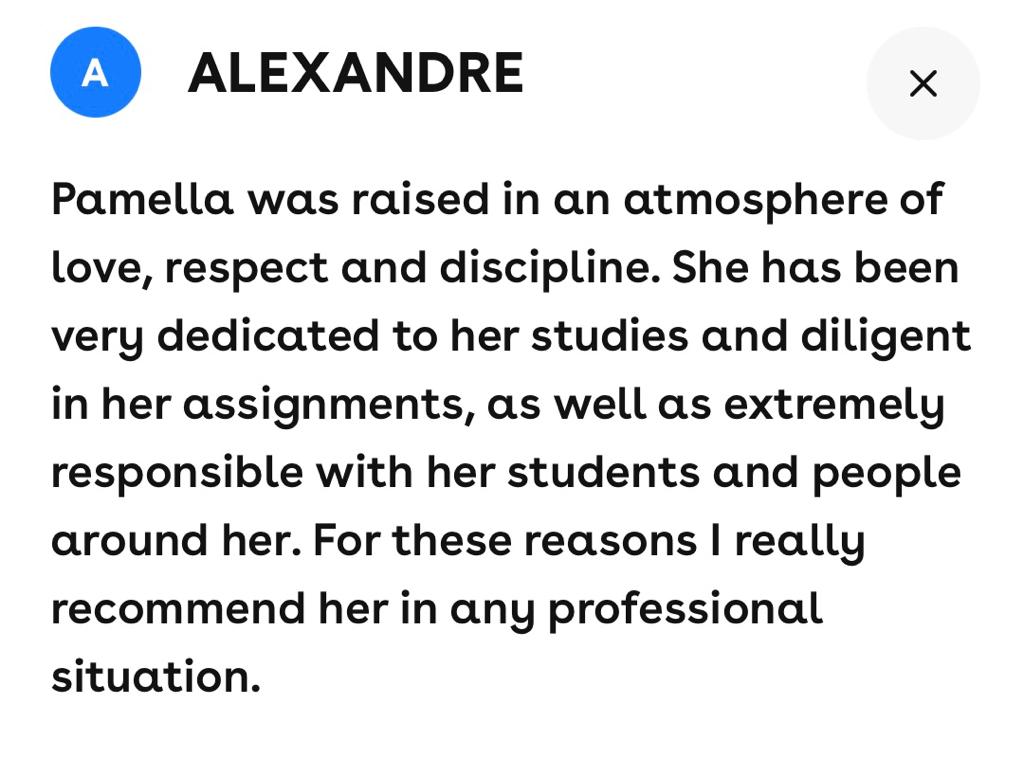 A
ALEXANDRE
Pamella was raised in an atmosphere of
love, respect and discipline. She has been
very dedicated to her studies and diligent
in her assignments, as well as extremely
responsible with her students and people
around her. For these reasons I really
recommend her in any professional
situation.